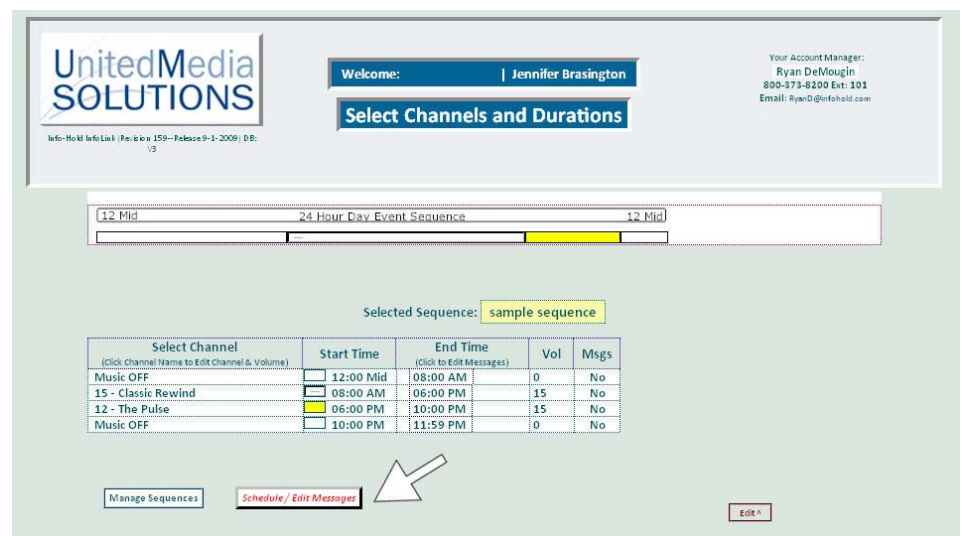 UnitedMedia
SOLUTIONS
Info-Hold InfoLink (Revision 159--Release 9-1-2009) DB:
V3
Welcome: | Jennifer Brasington
Select Channels and Durations
Your Account Manager:
Ryan DeMougin
800-373-8200 Ext: 101
Email: RyanD@infohold.com
12 Mid 24 Hour Day Event Sequence 12 Mid
Selected Sequence: sample sequence
Select Channel Start Time End Time Vol Msgs
(Click Channel Name to Edit Channel & Volume) (Click to Edit Messages)
Music OFF 12:00 Mid 08:00 AM 0 No
15 - Classic Rewind 08:00 AM 06:00 PM 15 No
12 - The Pulse 06:00 PM 10:00 PM 15 No
Music OFF 10:00 PM 11:59 PM 0 No
Manage Sequences Schedule / Edit Messages
Edit ^